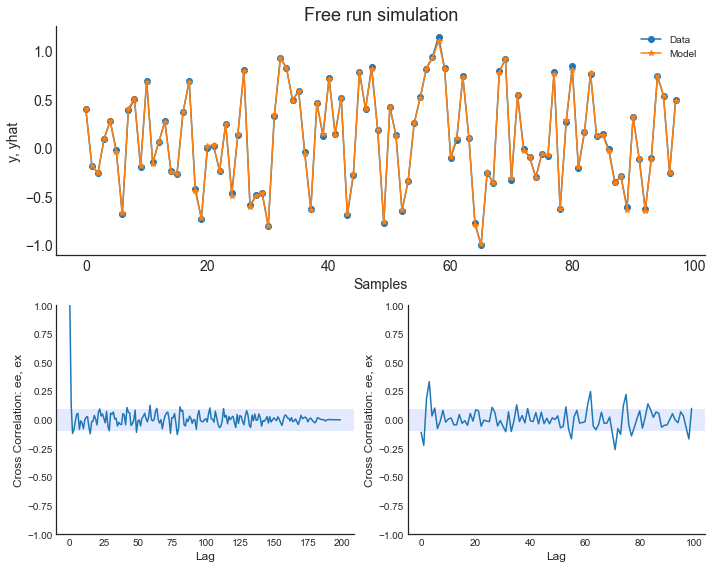 Free run simulation
Data
Model
y, yhat
1.0
0.5
0.0
−0.5
−1.0
0 20 40 60 80 100
Samples
Cross Correlation: ee, ex
1.00
0.75
0.50
0.25
0.00
−0.25
−0.50
−0.75
−1.00
0 25 50 75 100 125 150 175 200
Lag
Cross Correlation: ee, ex
1.00
0.75
0.50
0.25
0.00
−0.25
−0.50
−0.75
−1.00
0 20 40 60 80 100
Lag